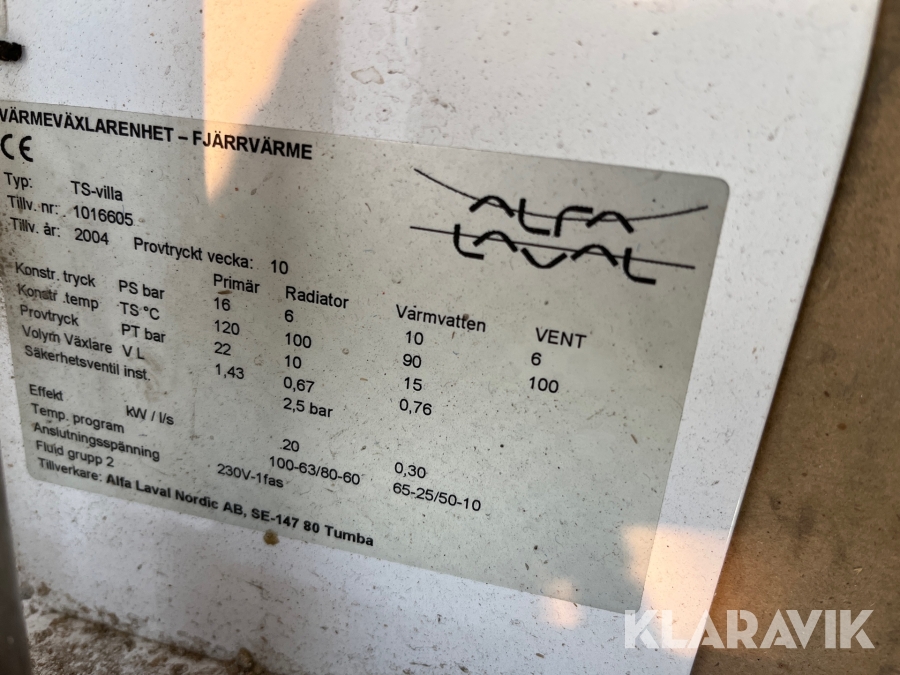 VÄRMEVÄXLARENHET – FJÄRRVÄRME
CE
ALFA
LAVAL
Typ: TS-villa
Tillv. nr: 1016605
Tillv. år: 2004 Provtryckt vecka: 10
Primär Radiator Värmvatten VENT
Konstr. tryck PS bar 16 6 10 6
Konstr .temp TS °C 120 100 90 100
Provtryck PT bar 22 10 15
Volym Växlare V L 1,43 0,67 0,76
Säkerhetsventil inst. 2,5 bar
Effekt kW / l/s 20 0,30
Temp. program 100-63/80-60 65-25/50-10
Anslutningsspänning 230V-1fas
Fluid grupp 2
Tillverkare: Alfa Laval Nordic AB, SE-147 80 Tumba
KLARAVIK